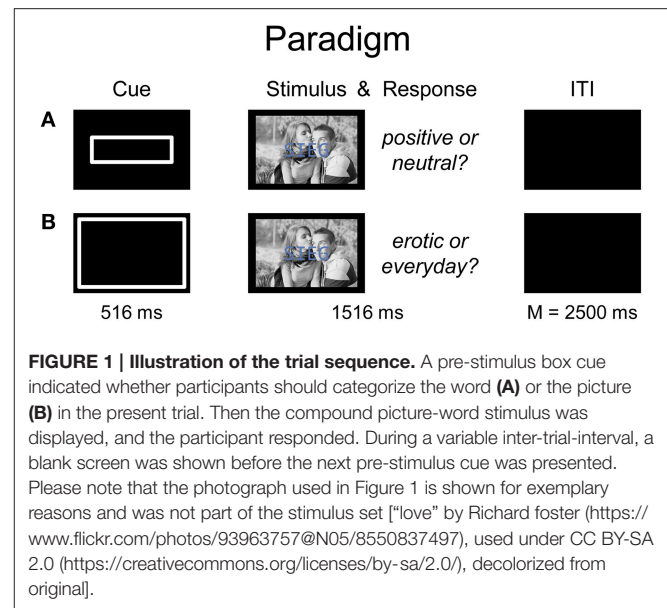 Paradigm
Cue Stimulus & Response ITI
A
SIEG
positive or
neutral?
B
SIEG
erotic or
everyday?
516 ms 1516 ms M = 2500 ms
FIGURE 1 | Illustration of the trial sequence. A pre-stimulus box cue
indicated whether participants should categorize the word (A) or the picture
(B) in the present trial. Then the compound picture-word stimulus was
displayed, and the participant responded. During a variable inter-trial-interval, a
blank screen was shown before the next pre-stimulus cue was presented.
Please note that the photograph used in Figure 1 is shown for exemplary
reasons and was not part of the stimulus set [“love” by Richard foster (https://
www.flickr.com/photos/93963757@N05/8550837497), used under CC BY-SA
2.0 (https://creativecommons.org/licenses/by-sa/2.0/), decolorized from
original].